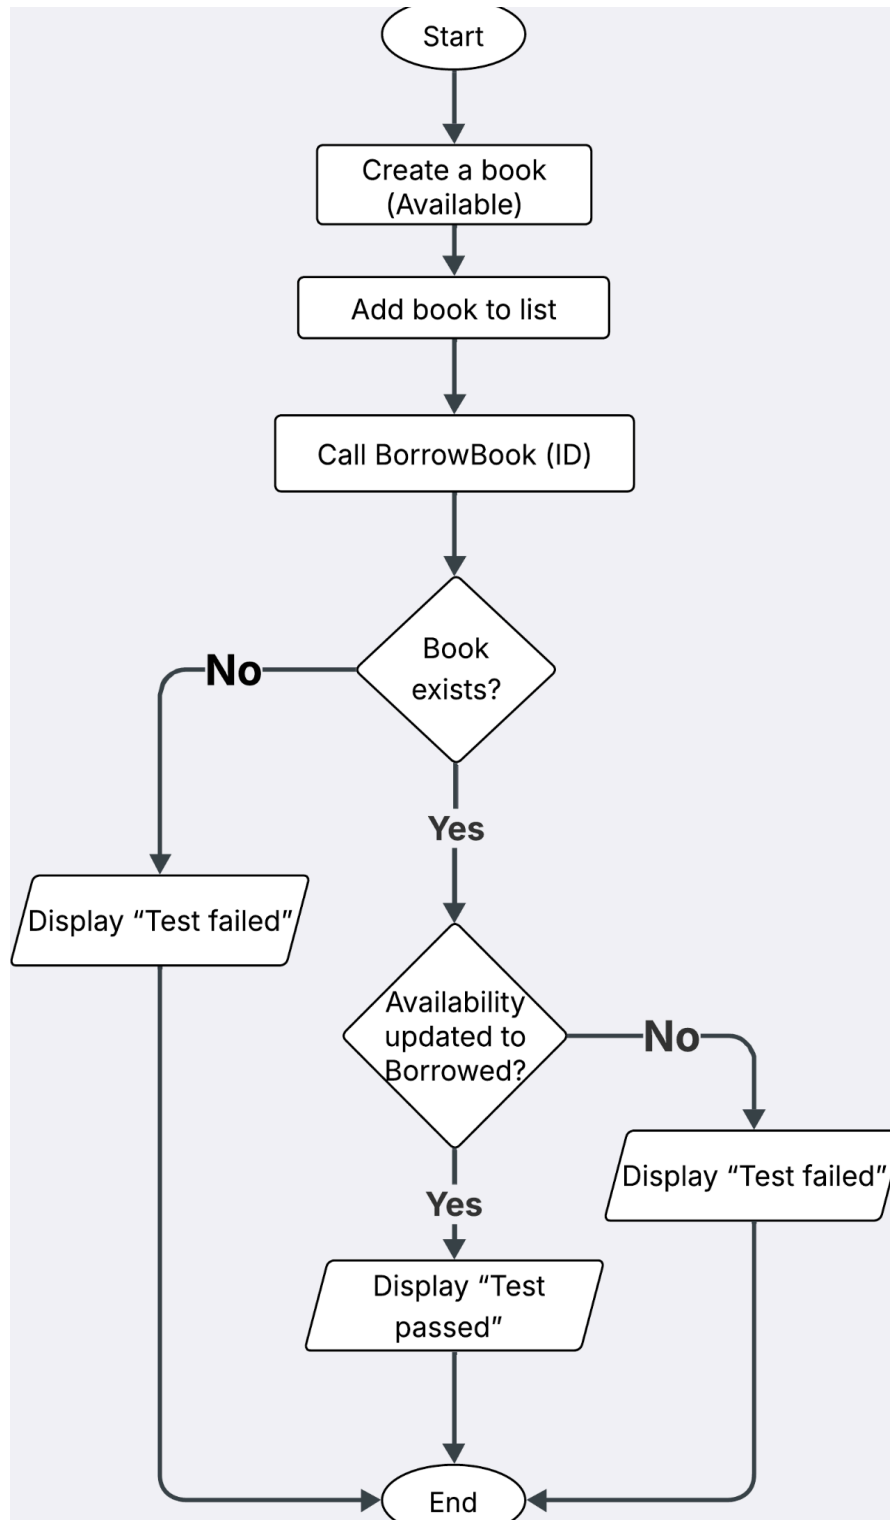 Start
Create a book
(Available)
Add book to list
Call BorrowBook (ID)
Book
exists?
No
Yes
Display “Test failed”
Availability
updated to
Borrowed?
No
Display “Test failed”
Yes
Display “Test
passed”
End